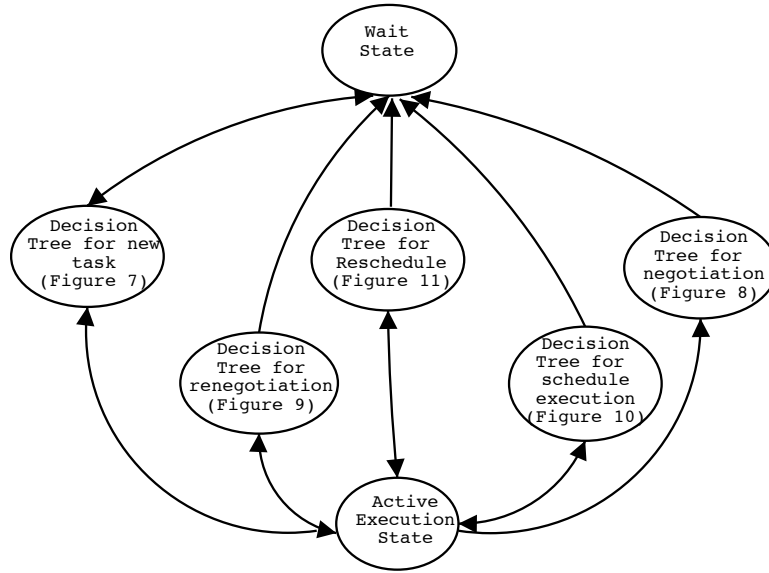 Wait
State
Decision
Tree for new
task
(Figure 7)
Decision
Tree for
Reschedule
(Figure 11)
Decision
Tree for
negotiation
(Figure 8)
Decision
Tree for
renegotiation
(Figure 9)
Decision
Tree for
schedule
execution
(Figure 10)
Active
Execution
State